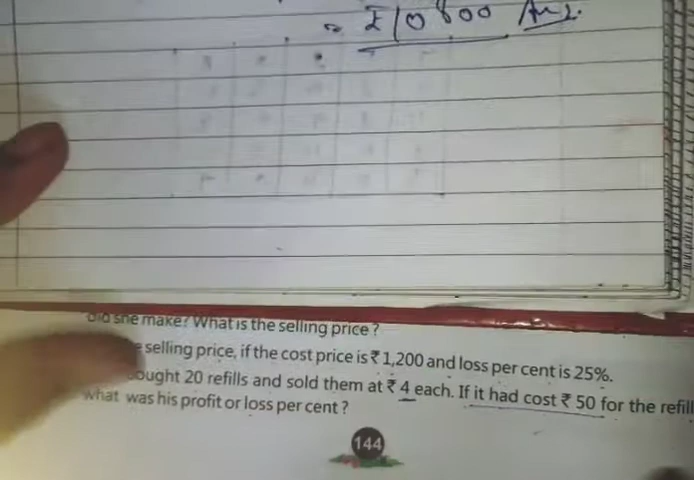 = ₹10800 Ans.
did she make? What is the selling price?
selling price, if the cost price is ₹ 1,200 and loss per cent is 25%.
bought 20 refills and sold them at ₹ 4 each. If it had cost ₹ 50 for the refill
what was his profit or loss per cent?
144